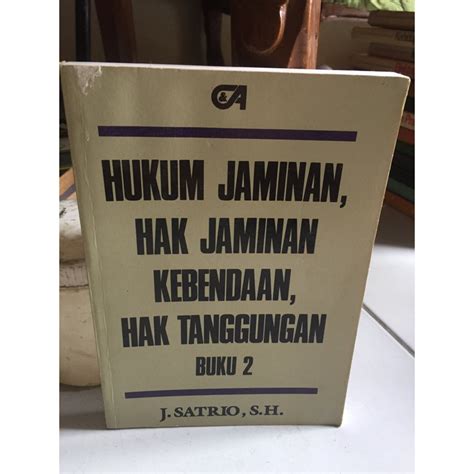 C&A
HUKUM JAMINAN,
HAK JAMINAN
KEBENDAAN,
HAK TANGGUNGAN
BUKU 2
J. SATRIO, S.H.